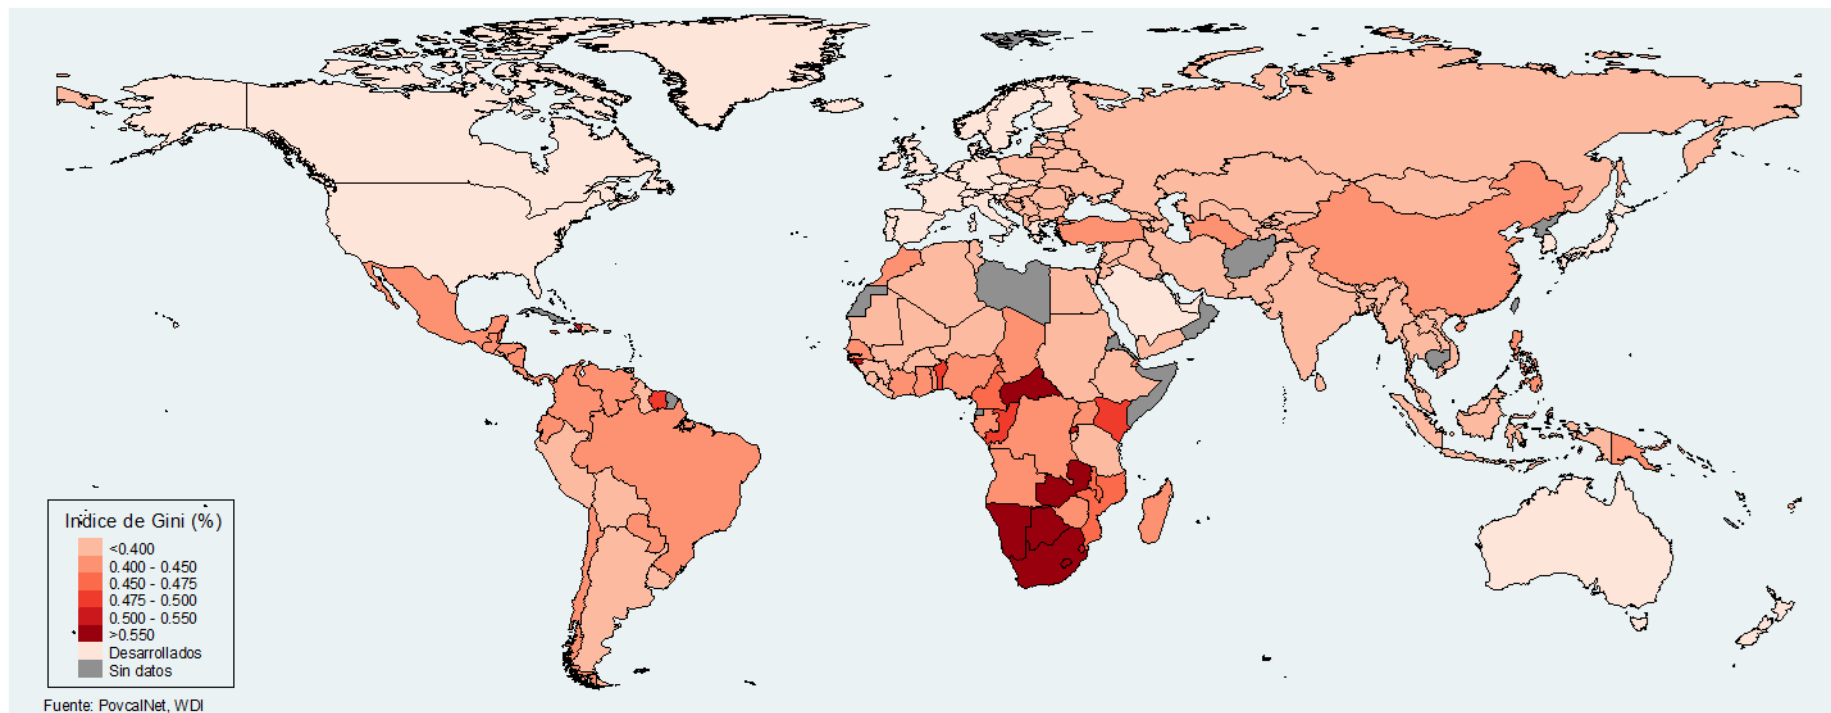 Indice de Gini (%)
<0.400
0.400 - 0.450
0.450 - 0.475
0.475 - 0.500
0.500 - 0.550
>0.550
Desarrollados
Sin datos
Fuente: PovcalNet, WDI